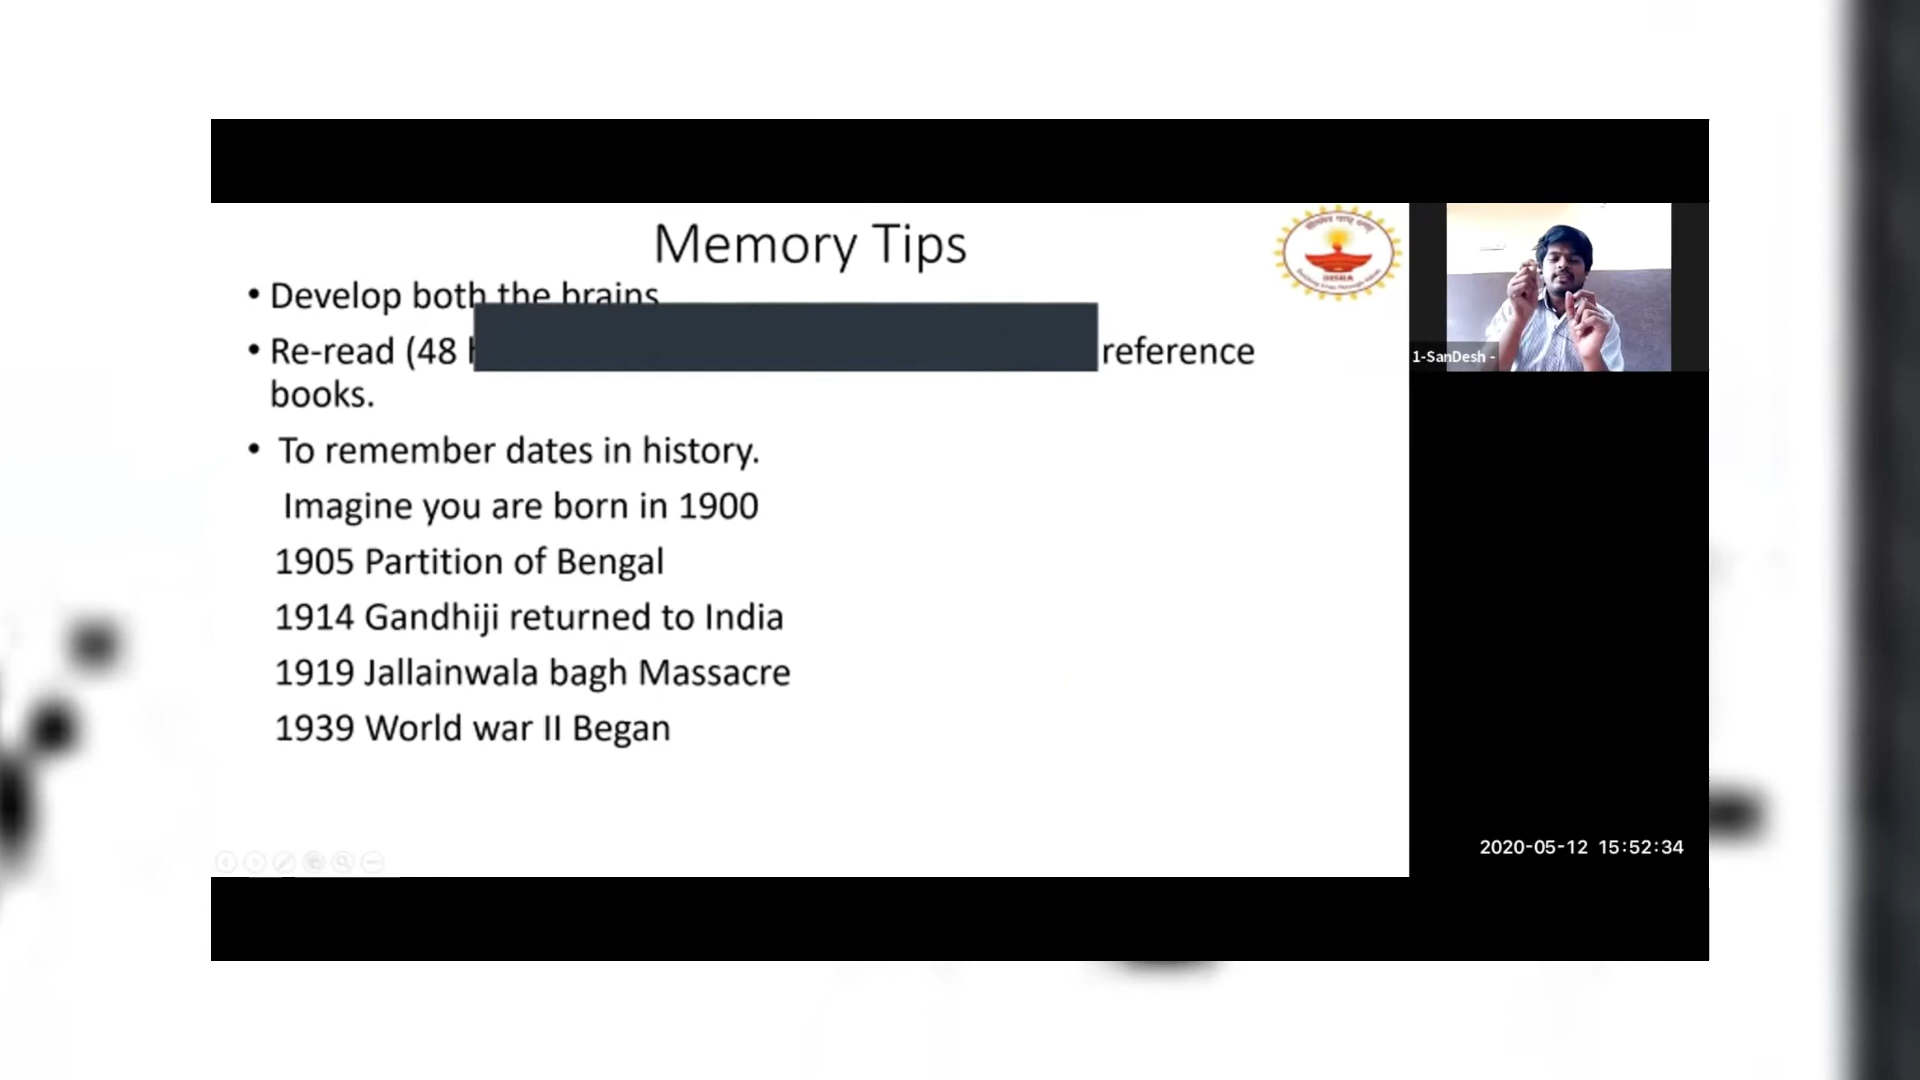 Memory Tips
• Develop both the brains
• Re-read (48 reference
books.
• To remember dates in history.
Imagine you are born in 1900
1905 Partition of Bengal
1914 Gandhiji returned to India
1919 Jallainwala bagh Massacre
1939 World war II Began
1-SanDesh -
2020-05-12 15:52:34